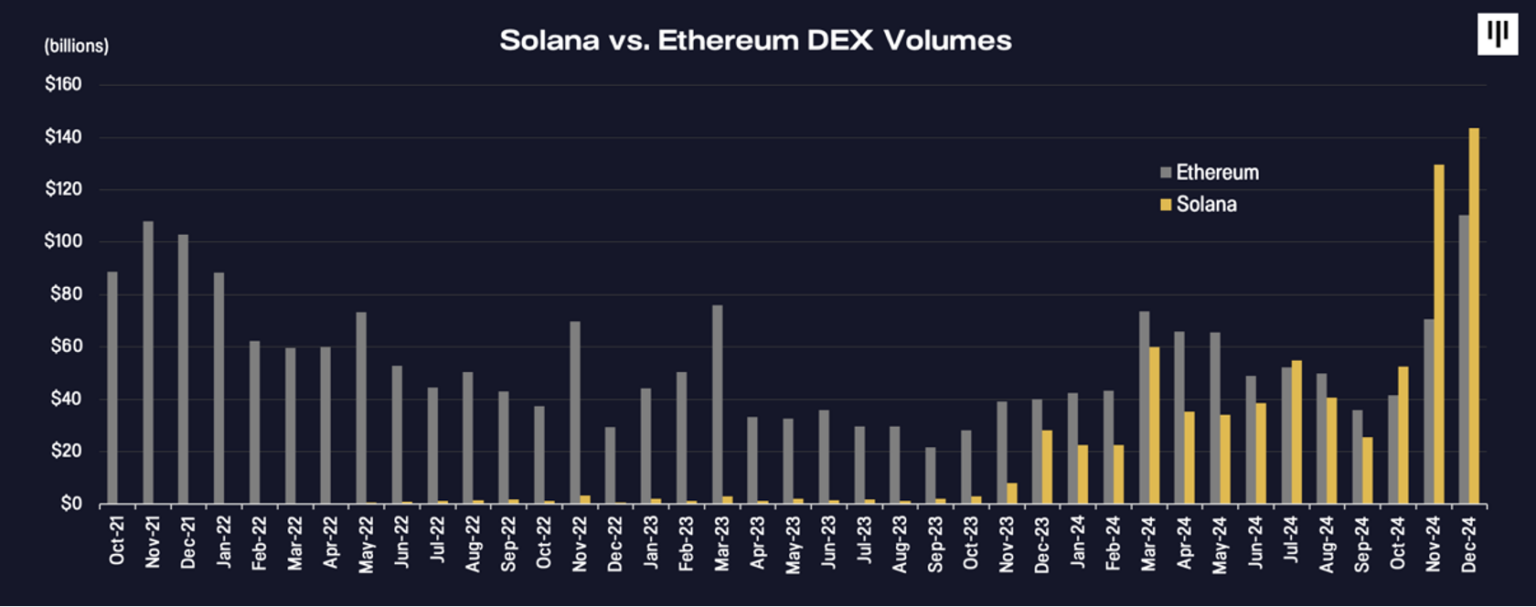 Solana vs. Ethereum DEX Volumes
(billions)
$160
$140
$120
$100
$80
$60
$40
$20
$0
Ethereum
Solana
Oct-21
Nov-21
Dec-21
Jan-22
Feb-22
Mar-22
Apr-22
May-22
Jun-22
Jul-22
Aug-22
Sep-22
Oct-22
Nov-22
Dec-22
Jan-23
Feb-23
Mar-23
Apr-23
May-23
Jun-23
Jul-23
Aug-23
Sep-23
Oct-23
Nov-23
Dec-23
Jan-24
Feb-24
Mar-24
Apr-24
May-24
Jun-24
Jul-24
Aug-24
Sep-24
Oct-24
Nov-24
Dec-24